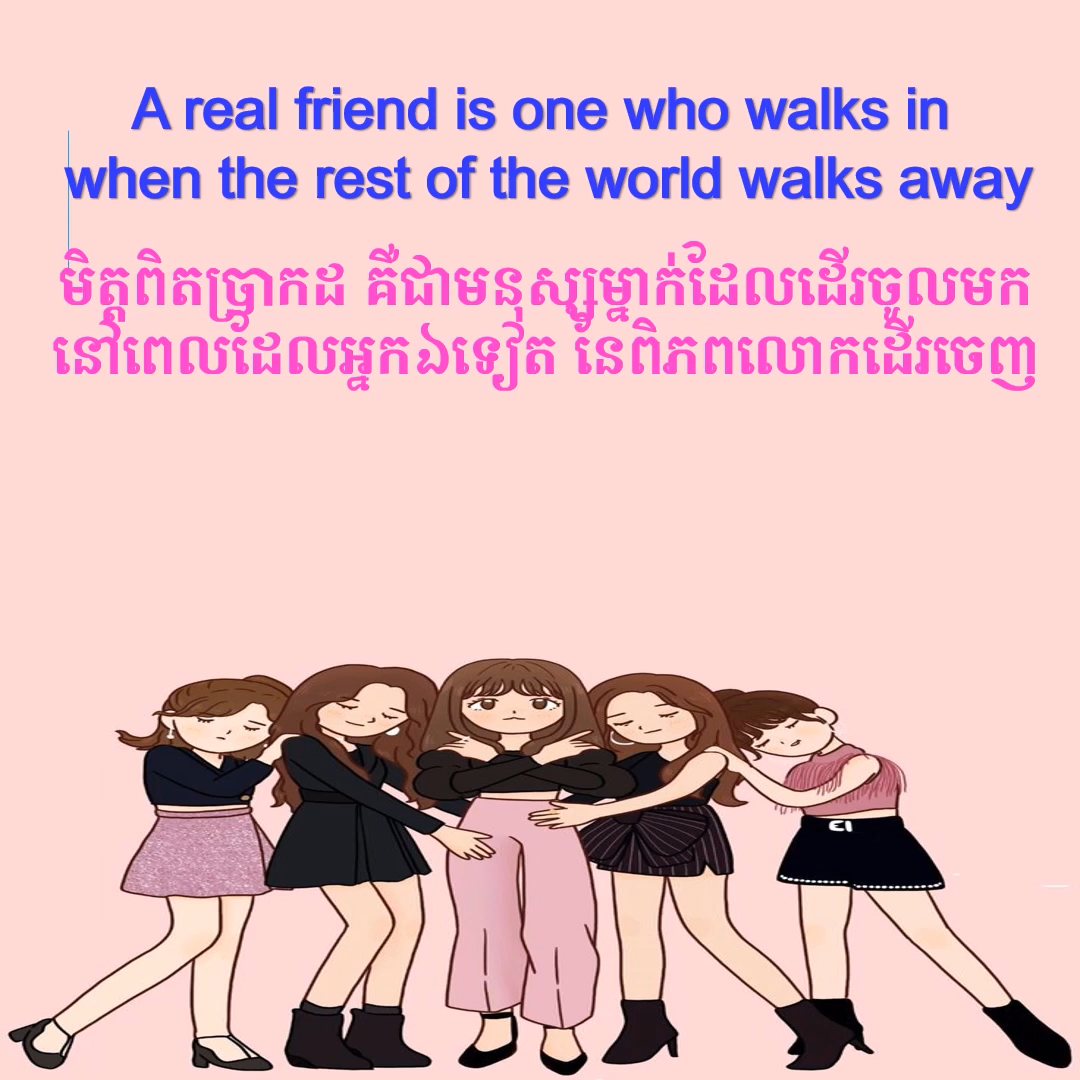 A real friend is one who walks in
when the rest of the world walks away
មិត្តពិតប្រាកដ គឺជាមនុស្សម្នាក់ដែលដើរចូលមក
នៅពេលដែលអ្នកឯទៀត នៃពិភពលោកដើរចេញ